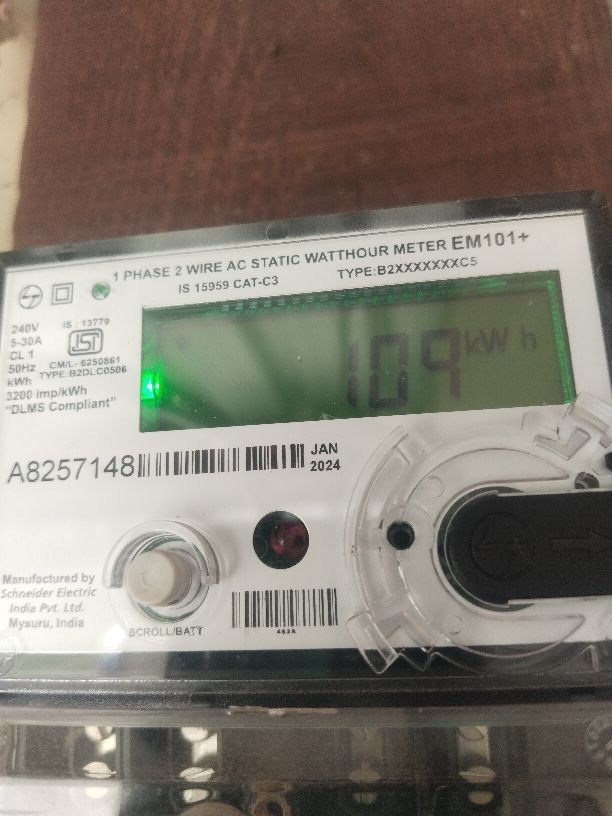 1 PHASE 2 WIRE AC STATIC WATTHOUR METER EM101+
IS 15959 CAT-C3
TYPE:B2XXXXXXXC5
240V
5-30A
CL 1
50Hz
kWh
3200 imp/kWh
"DLMS Compliant"
IS : 13779
ISI
CM/L- 6250861
TYPE:B2DLC0506
109 kWh
A8257148
JAN
2024
Manufactured by
Schneider Electric
India Pvt. Ltd.
Mysuru, India
SCROLL/BATT